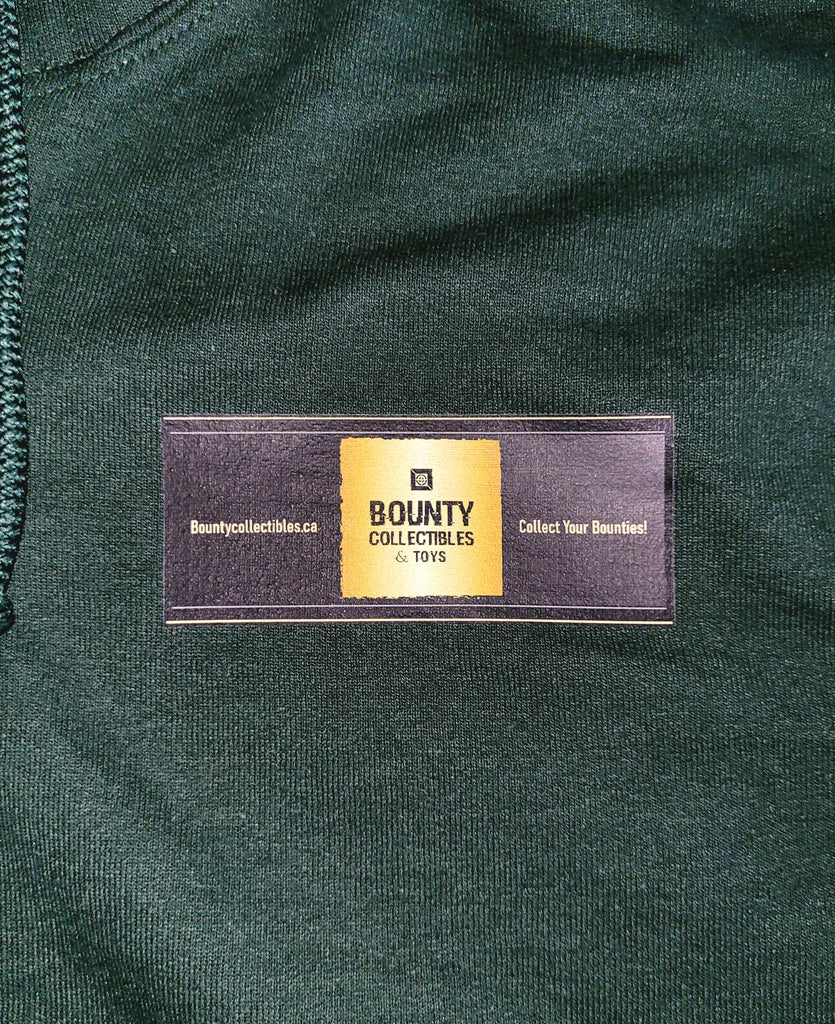 Bountycollectibles.ca
BOUNTY
COLLECTIBLES
& TOYS
Collect Your Bounties!